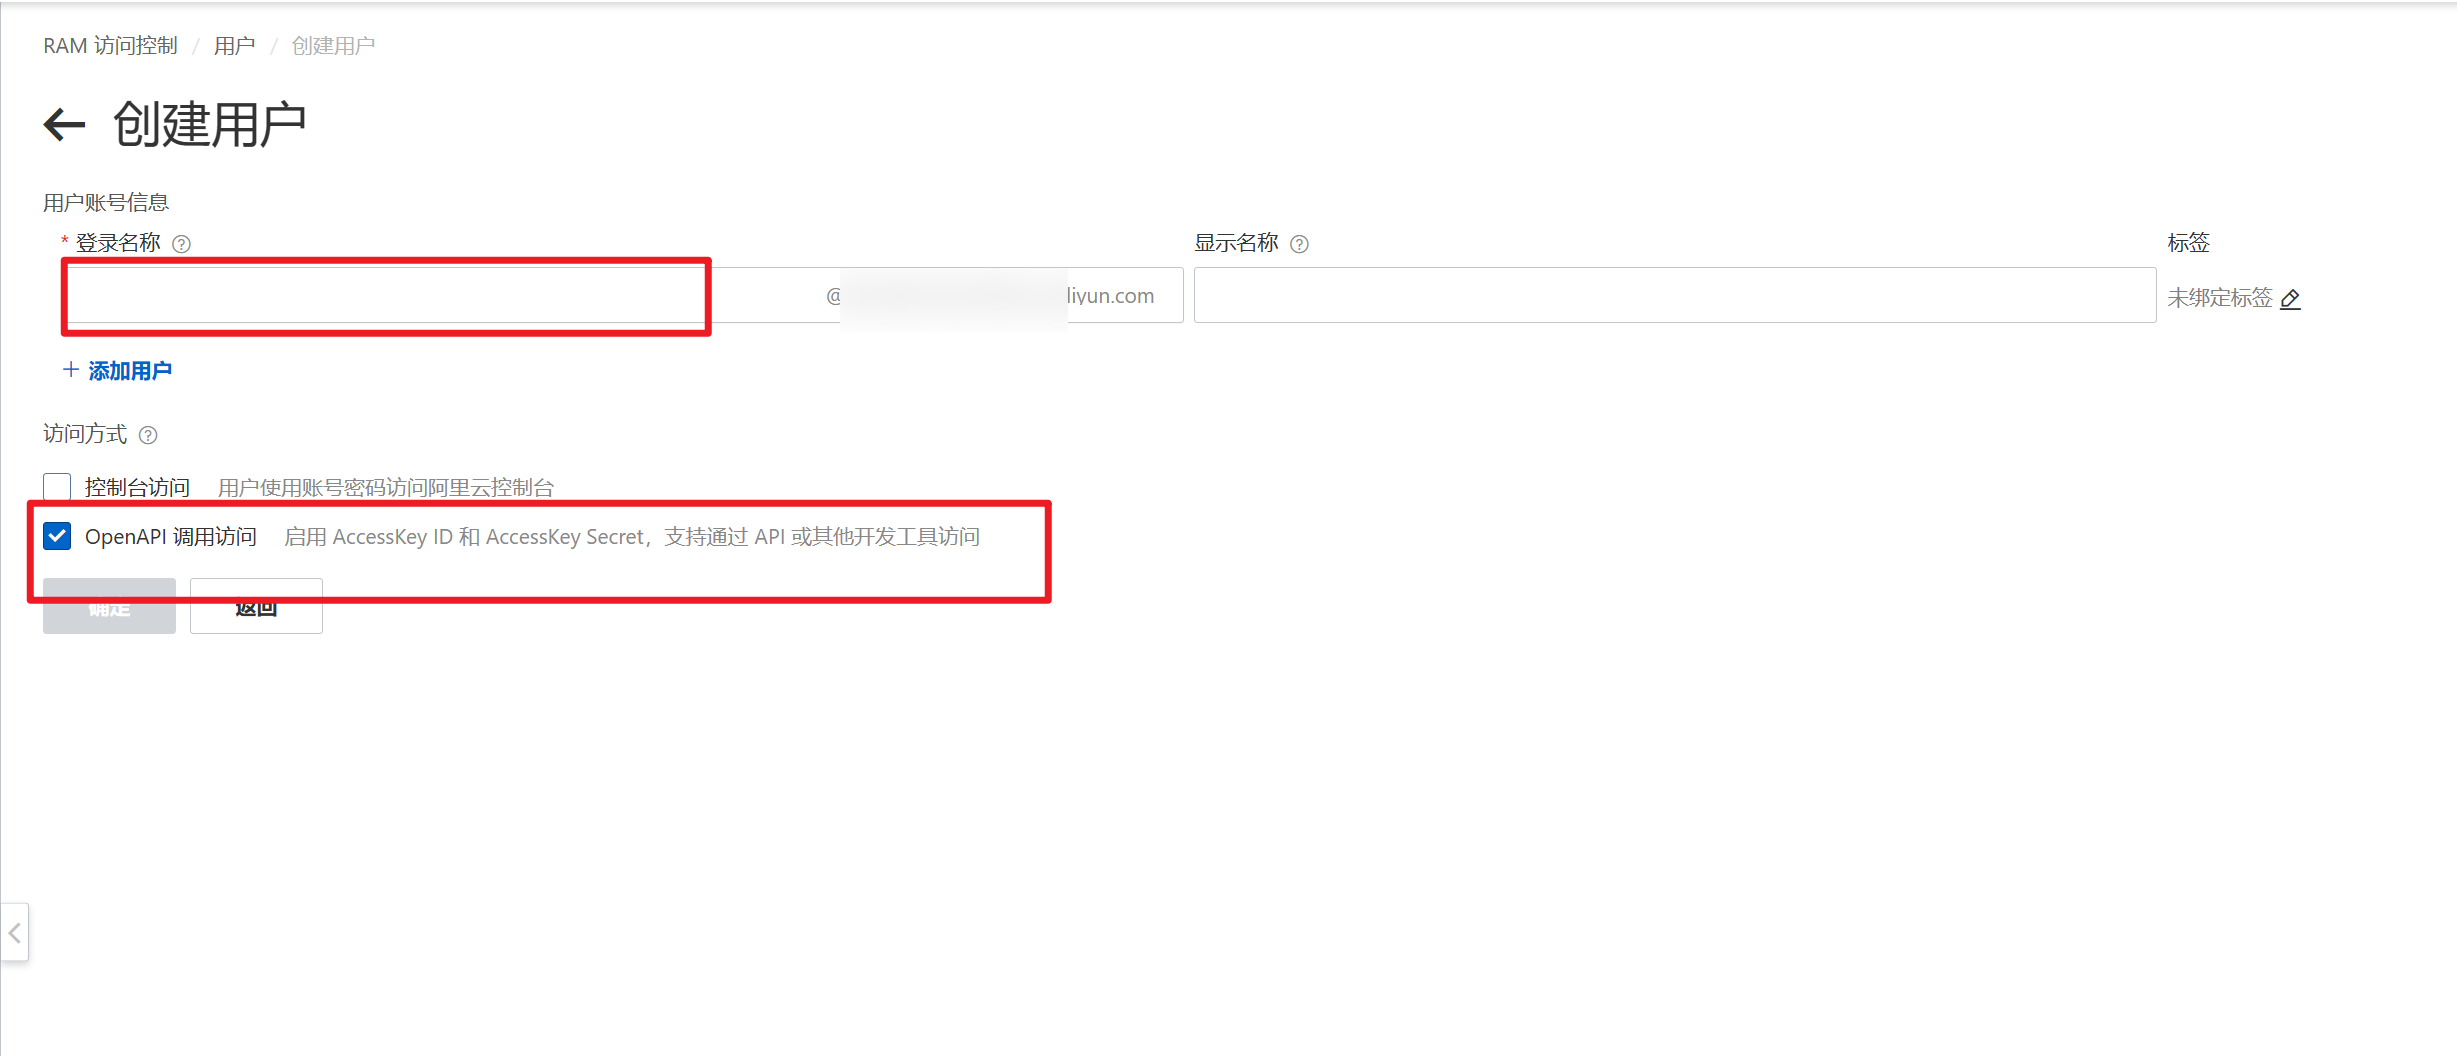 RAM 访问控制 / 用户 / 创建用户
创建用户
用户账号信息
* 登录名称
显示名称
标签
@
liyun.com
未绑定标签
+ 添加用户
访问方式
控制台访问 用户使用账号密码访问阿里云控制台
OpenAPI 调用访问 启用 AccessKey ID 和 AccessKey Secret，支持通过 API 或其他开发工具访问
确定
返回